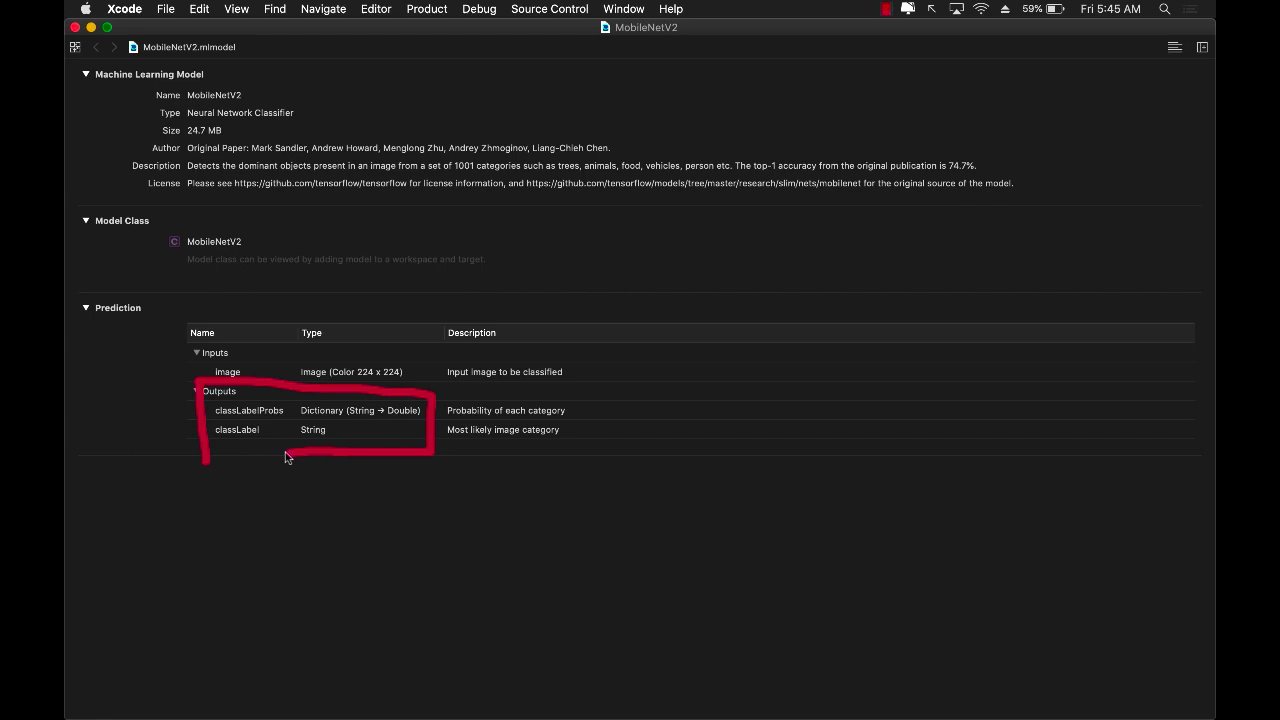 Xcode File Edit View Find Navigate Editor Product Debug Source Control Window Help 59% Fri 5:45 AM
MobileNetV2
MobileNetV2.mlmodel
Machine Learning Model
Name MobileNetV2
Type Neural Network Classifier
Size 24.7 MB
Author Original Paper: Mark Sandler, Andrew Howard, Menglong Zhu, Andrey Zhmoginov, Liang-Chieh Chen.
Description Detects the dominant objects present in an image from a set of 1001 categories such as trees, animals, food, vehicles, person etc. The top-1 accuracy from the original publication is 74.7%.
License Please see https://github.com/tensorflow/tensorflow for license information, and https://github.com/tensorflow/models/tree/master/research/slim/nets/mobilenet for the original source of the model.
Model Class
C MobileNetV2
Model class can be viewed by adding model to a workspace and target.
Prediction
Name Type Description
Inputs
image Image (Color 224 x 224) Input image to be classified
Outputs
classLabelProbs Dictionary (String → Double) Probability of each category
classLabel String Most likely image category